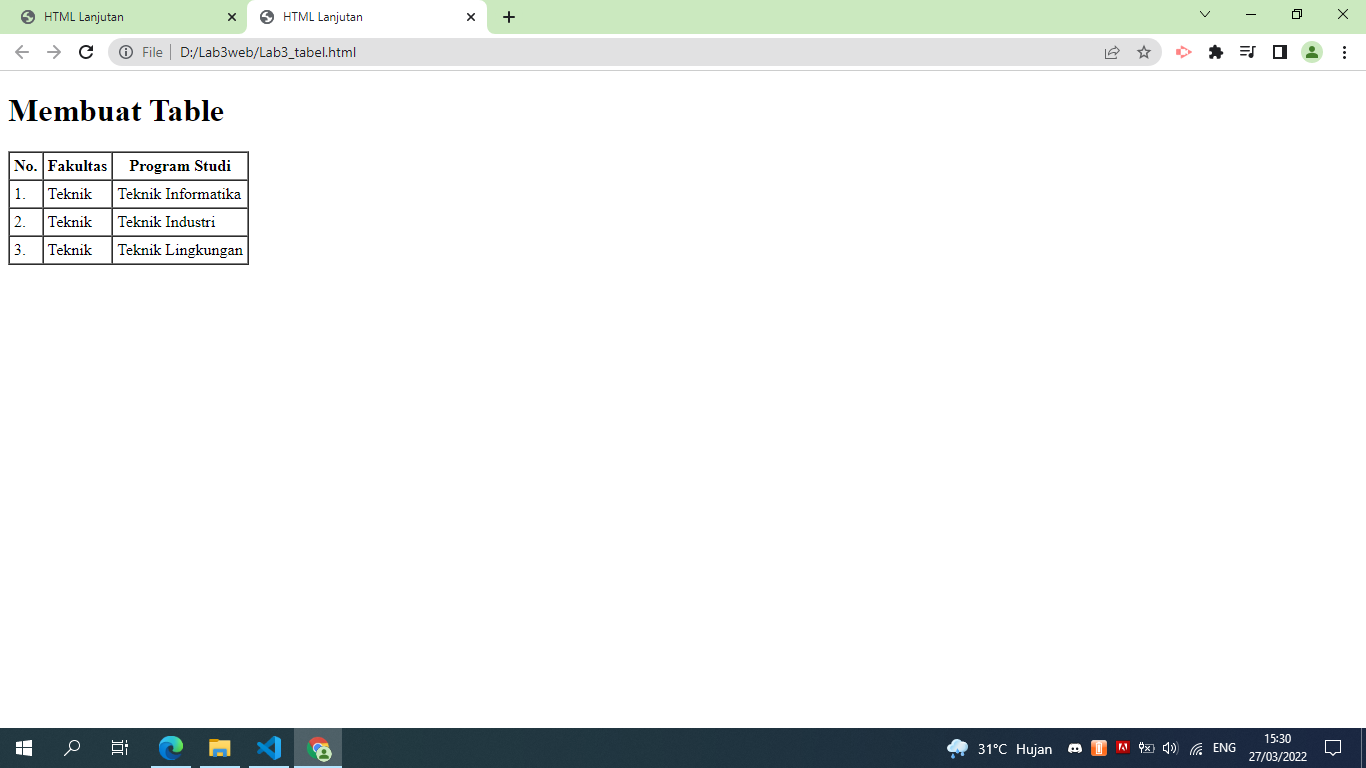 HTML Lanjutan
HTML Lanjutan
File D:/Lab3web/Lab3_tabel.html
Membuat Table
No. Fakultas Program Studi
1. Teknik Teknik Informatika
2. Teknik Teknik Industri
3. Teknik Teknik Lingkungan
31°C Hujan ENG 15:30
27/03/2022